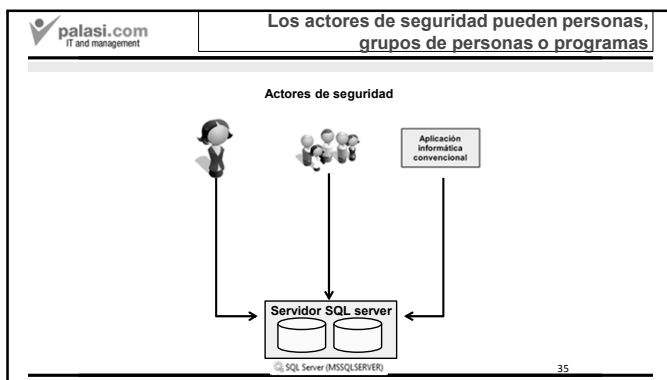 palasi.com
IT and management
Los actores de seguridad pueden personas,
grupos de personas o programas
Actores de seguridad
Aplicación
informática
convencional
Servidor SQL server
SQL Server (MSSQLSERVER)
35